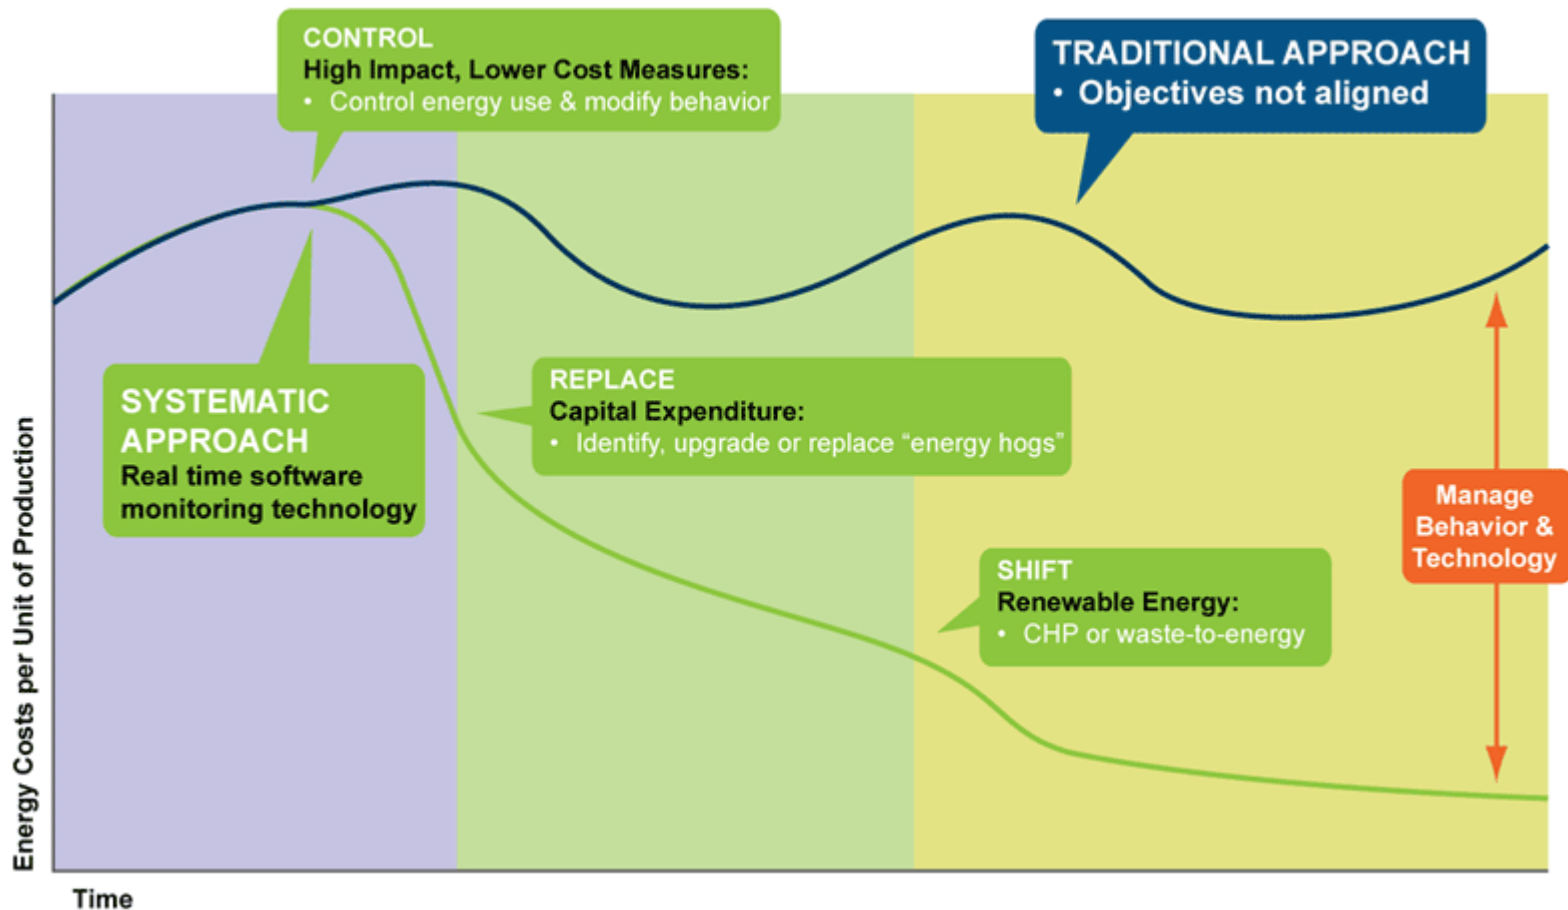 CONTROL
High Impact, Lower Cost Measures:
• Control energy use & modify behavior
TRADITIONAL APPROACH
• Objectives not aligned
SYSTEMATIC
APPROACH
Real time software
monitoring technology
REPLACE
Capital Expenditure:
• Identify, upgrade or replace “energy hogs”
SHIFT
Renewable Energy:
• CHP or waste-to-energy
Manage
Behavior &
Technology
Energy Costs per Unit of Production
Time